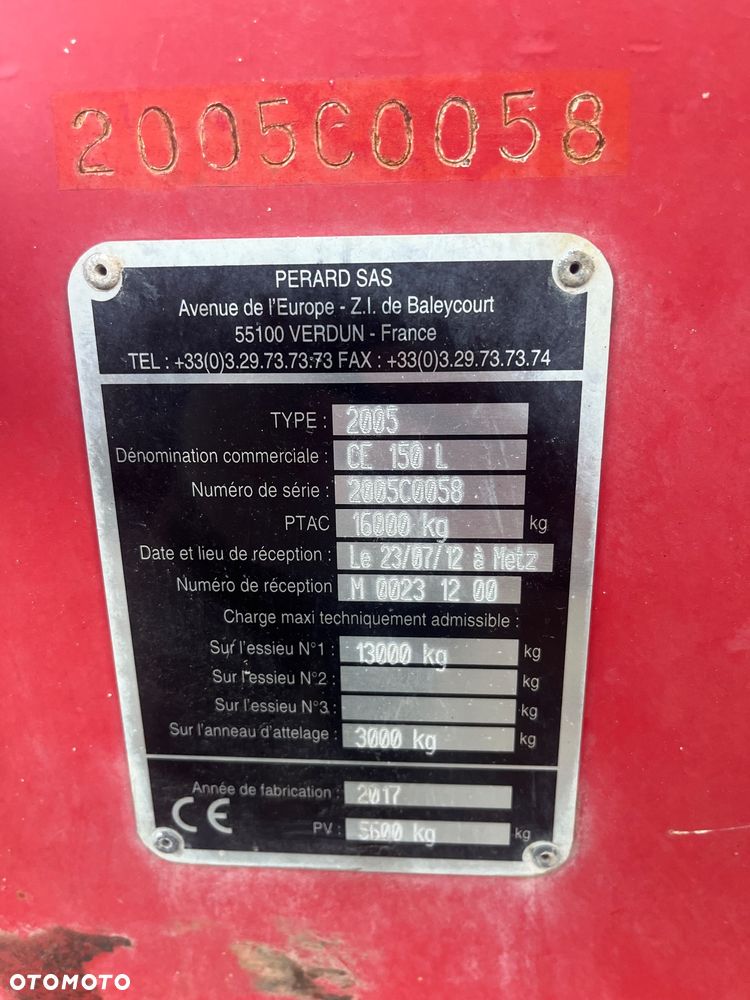 2005C0058
PERARD SAS
Avenue de l'Europe - Z.I. de Baleycourt
55100 VERDUN - France
TEL : +33(0)3.29.73.73.73 FAX : +33(0)3.29.73.73.74
TYPE : 2005
Dénomination commerciale : CE 150 L
Numéro de série : 2005C0058
PTAC 16000 kg kg
Date et lieu de réception : Le 23/07/12 à Metz
Numéro de réception M 0023 12 00
Charge maxi techniquement admissible :
Sur l'essieu N°1 : 13000 kg kg
Sur l'essieu N°2 : kg
Sur l'essieu N°3 : kg
Sur l'anneau d'attelage : 3000 kg kg
Année de fabrication : 2017
CE PV : 5600 kg kg
OTOMOTO